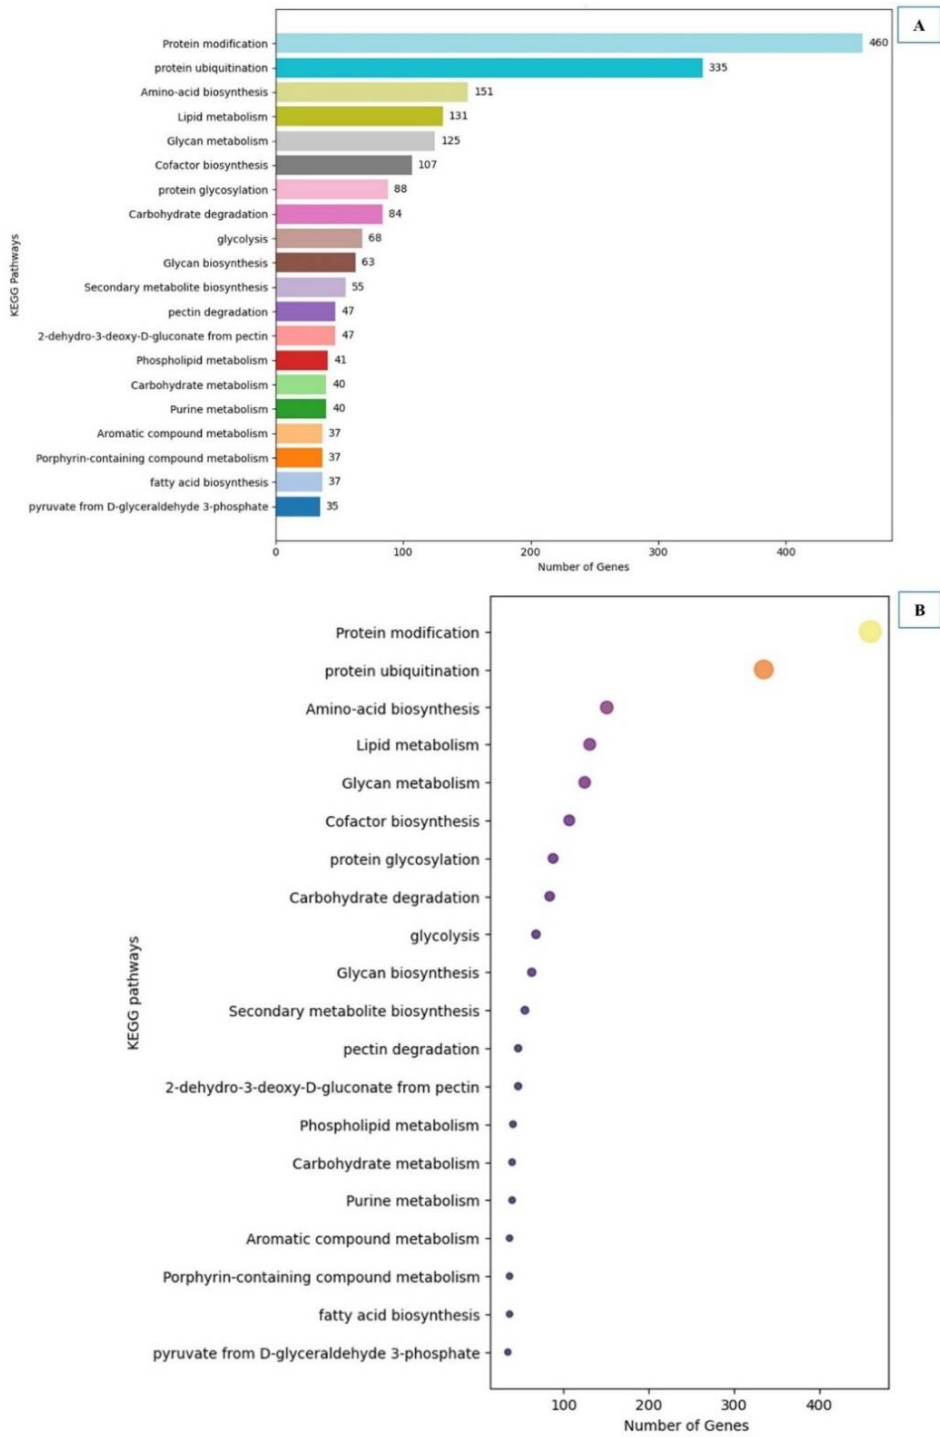 A
Protein modification
460
protein ubiquitination
335
Amino-acid biosynthesis
151
Lipid metabolism
131
Glycan metabolism
125
Cofactor biosynthesis
107
protein glycosylation
88
Carbohydrate degradation
84
glycolysis
68
Glycan biosynthesis
63
Secondary metabolite biosynthesis
55
pectin degradation
47
2-dehydro-3-deoxy-D-gluconate from pectin
47
Phospholipid metabolism
41
Carbohydrate metabolism
40
Purine metabolism
40
Aromatic compound metabolism
37
Porphyrin-containing compound metabolism
37
fatty acid biosynthesis
37
pyruvate from D-glyceraldehyde 3-phosphate
35
KEGG Pathways
0 100 200 300 400
Number of Genes
B
Protein modification
protein ubiquitination
Amino-acid biosynthesis
Lipid metabolism
Glycan metabolism
Cofactor biosynthesis
protein glycosylation
Carbohydrate degradation
glycolysis
Glycan biosynthesis
Secondary metabolite biosynthesis
pectin degradation
2-dehydro-3-deoxy-D-gluconate from pectin
Phospholipid metabolism
Carbohydrate metabolism
Purine metabolism
Aromatic compound metabolism
Porphyrin-containing compound metabolism
fatty acid biosynthesis
pyruvate from D-glyceraldehyde 3-phosphate
KEGG pathways
100 200 300 400
Number of Genes